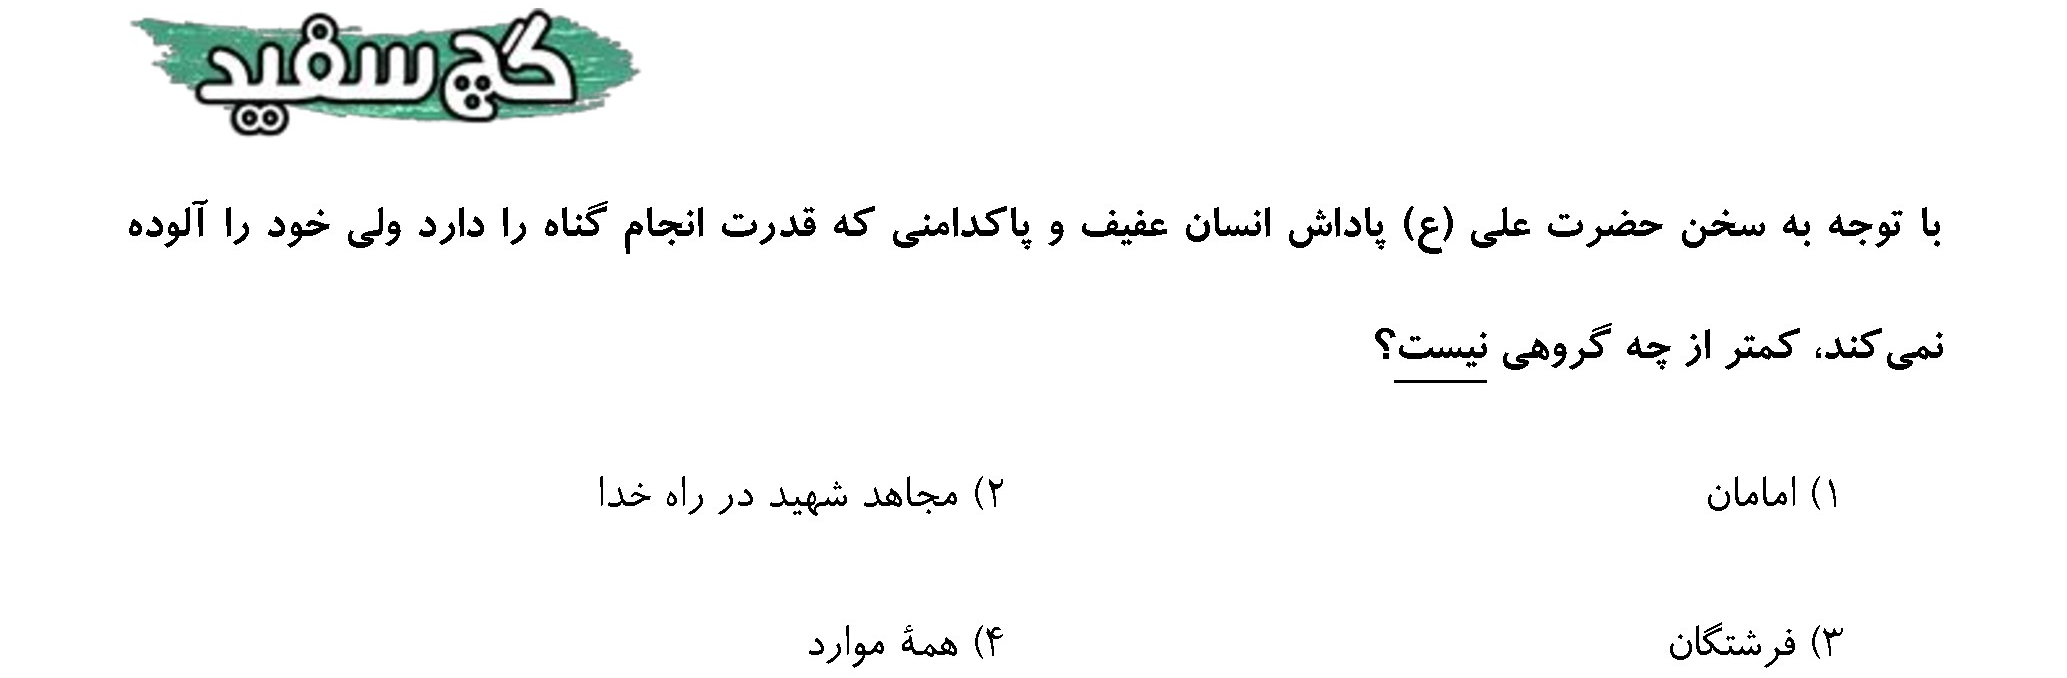 گچ سفید
با توجه به سخن حضرت علی (ع) پاداش انسان عفیف و پاکدامنی که قدرت انجام گناه را دارد ولی خود را آلوده
نمی‌کند، کمتر از چه گروهی نیست؟
۱) امامان ۲) مجاهد شهید در راه خدا
۳) فرشتگان ۴) همهٔ موارد